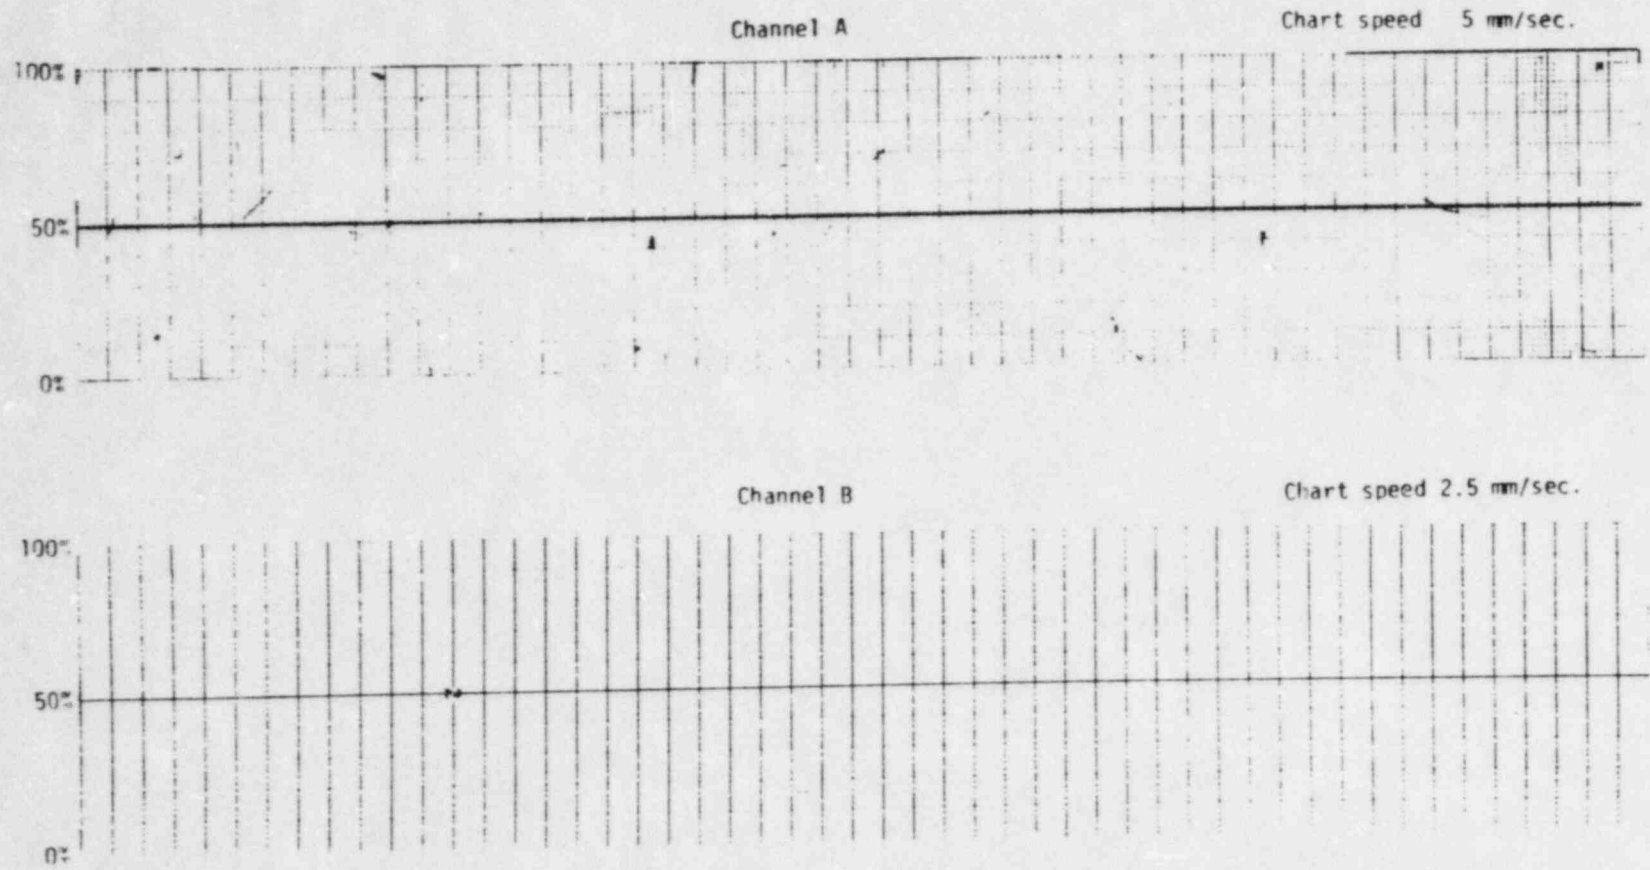 Channel A
Chart speed 5 mm/sec.
100%
50%
0%
Channel B
Chart speed 2.5 mm/sec.
100%
50%
0%